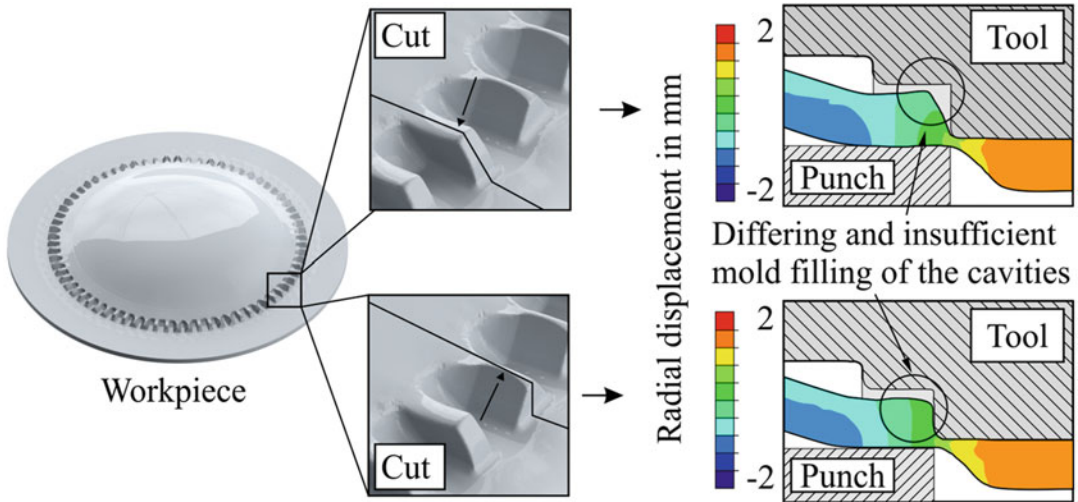 Cut
Workpiece
Cut
Radial displacement in mm
2
-2
Tool
Punch
Differing and insufficient
mold filling of the cavities
2
-2
Tool
Punch